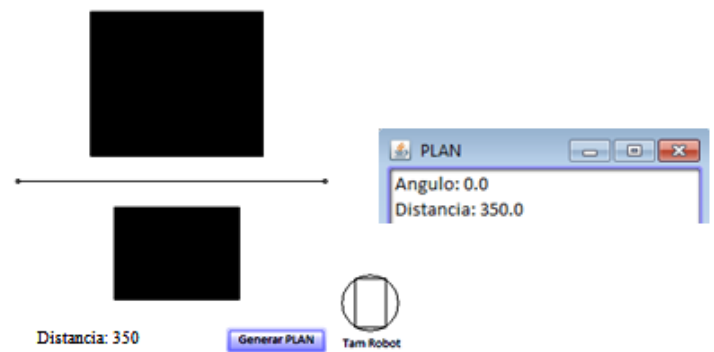 PLAN
Angulo: 0.0
Distancia: 350.0
Distancia: 350
Generar PLAN
Tam Robot